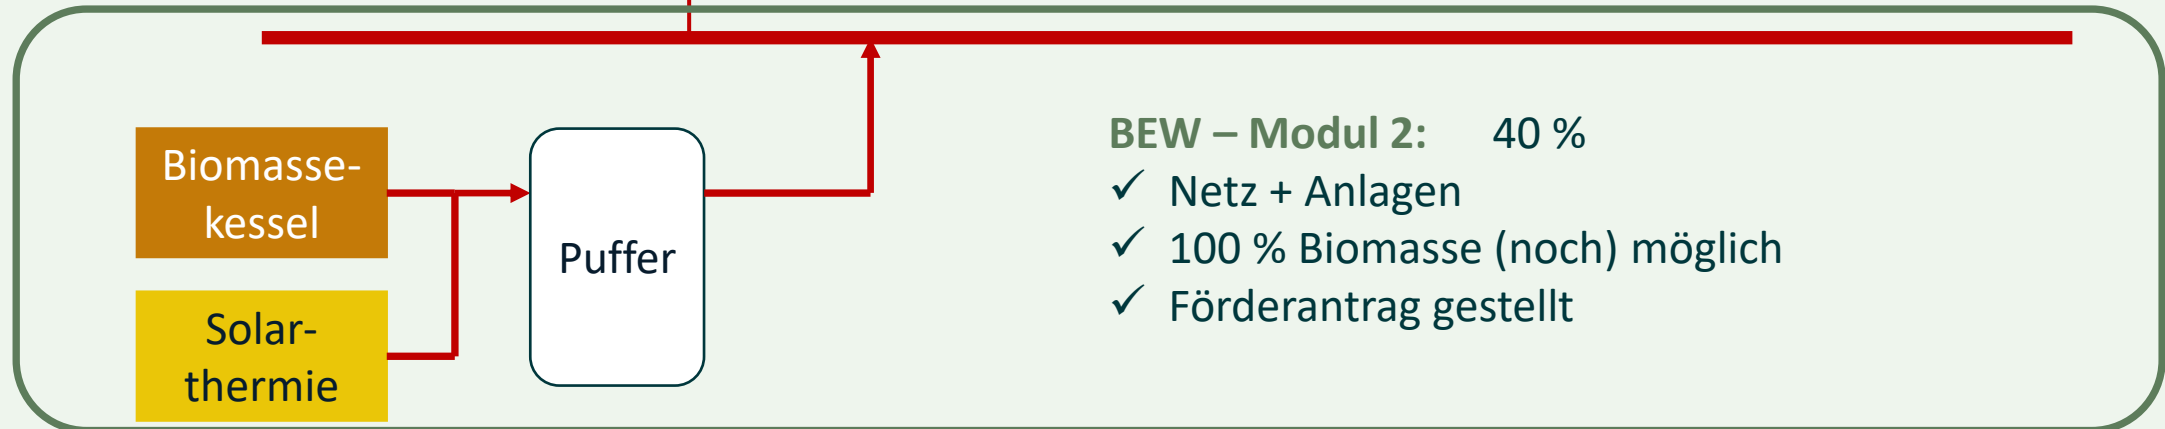 Biomasse-
kessel
Solar-
thermie
Puffer
BEW – Modul 2: 40 %
✓ Netz + Anlagen
✓ 100 % Biomasse (noch) möglich
✓ Förderantrag gestellt